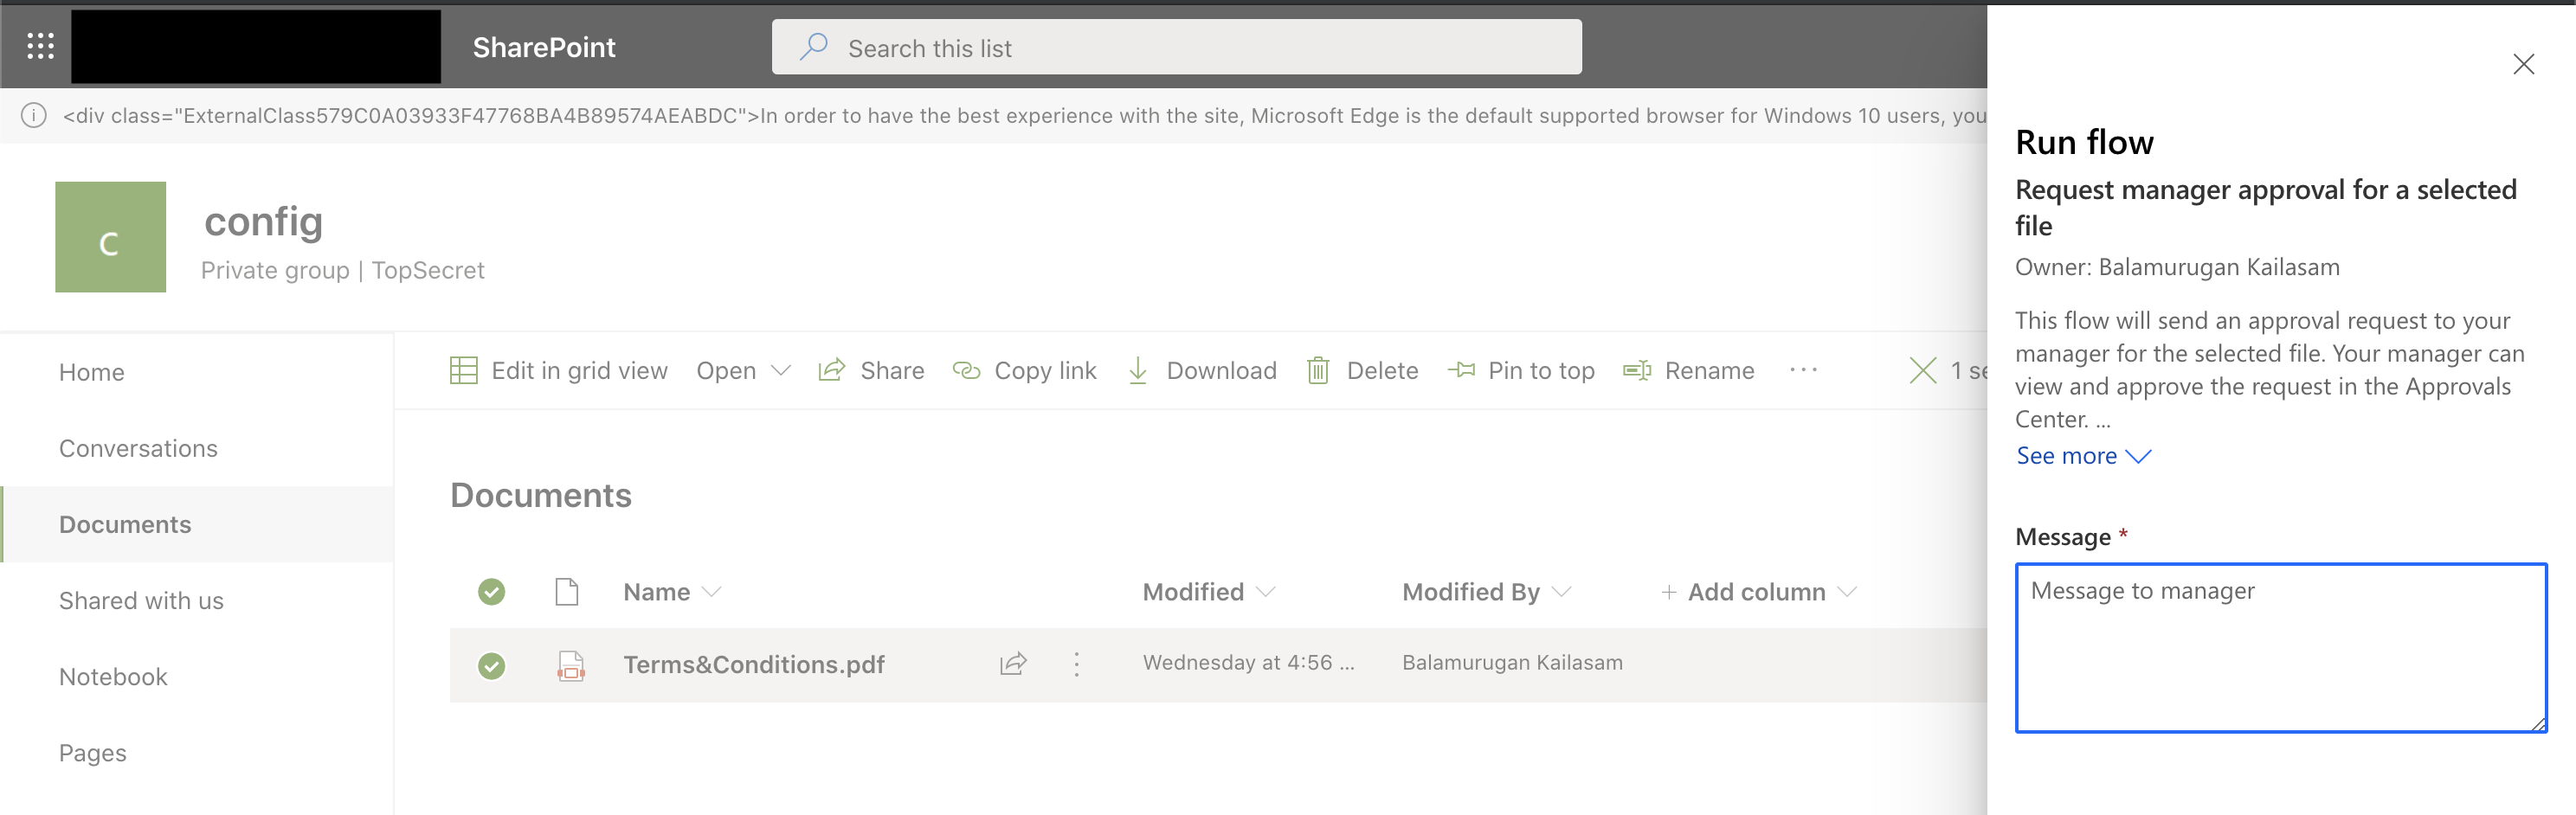 SharePoint
Search this list
<div class="ExternalClass579C0A03933F47768BA4B89574AEABDC">In order to have the best experience with the site, Microsoft Edge is the default supported browser for Windows 10 users, you
C
config
Private group | TopSecret
Home
Conversations
Documents
Shared with us
Notebook
Pages
Edit in grid view Open Share Copy link Download Delete Pin to top Rename ··· 1 se
Documents
Name Modified Modified By + Add column
Terms&Conditions.pdf Wednesday at 4:56 ... Balamurugan Kailasam
Run flow
Request manager approval for a selected
file
Owner: Balamurugan Kailasam
This flow will send an approval request to your
manager for the selected file. Your manager can
view and approve the request in the Approvals
Center. ...
See more
Message *
Message to manager